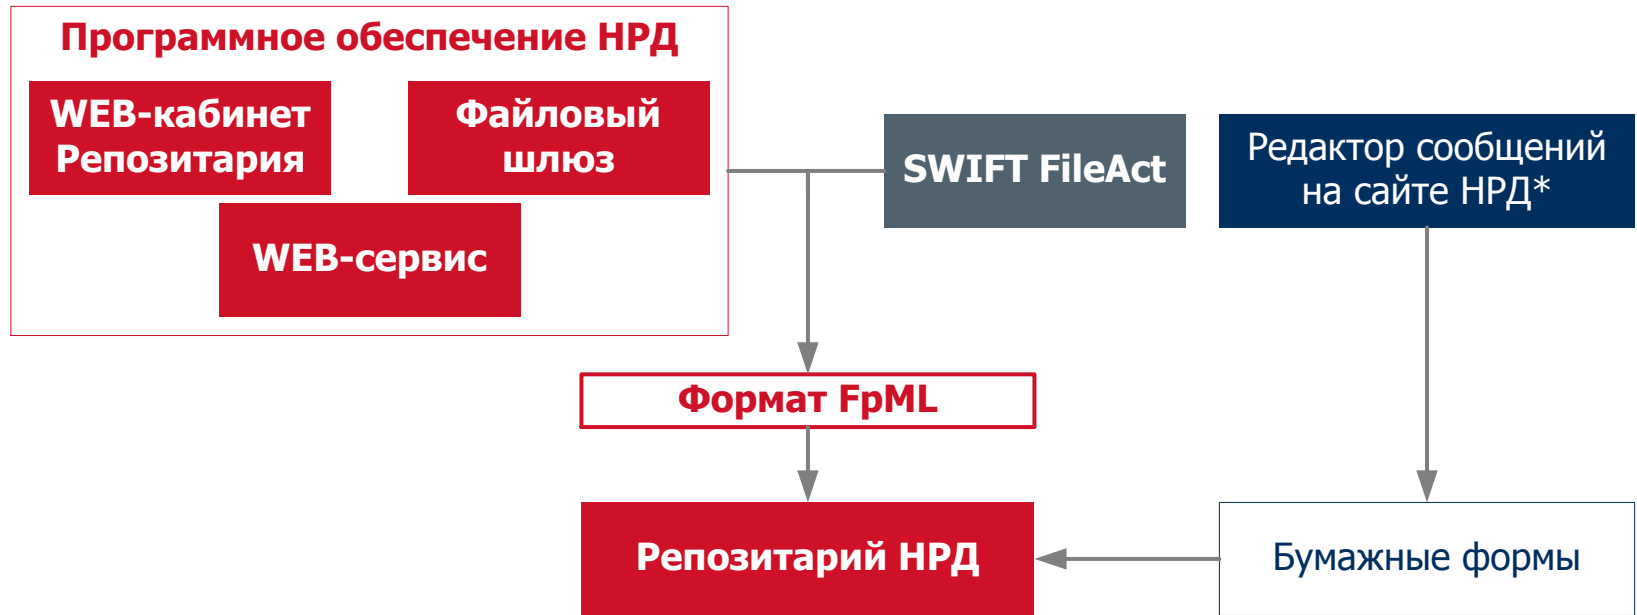 Программное обеспечение НРД
WEB-кабинет
Репозитария
Файловый
шлюз
WEB-сервис
SWIFT FileAct
Редактор сообщений
на сайте НРД*
Формат FpML
Репозитарий НРД
Бумажные формы